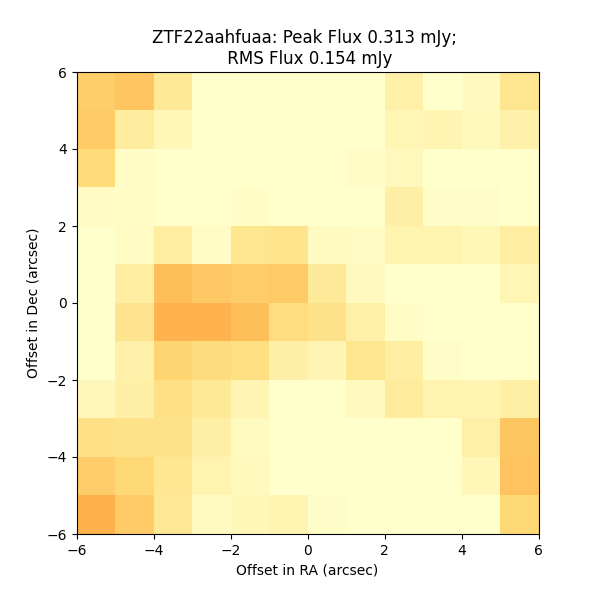 ZTF22aahfuaa: Peak Flux 0.313 mJy;
RMS Flux 0.154 mJy
6
4
2
0
−2
−4
−6
Offset in Dec (arcsec)
−6 −4 −2 0 2 4 6
Offset in RA (arcsec)